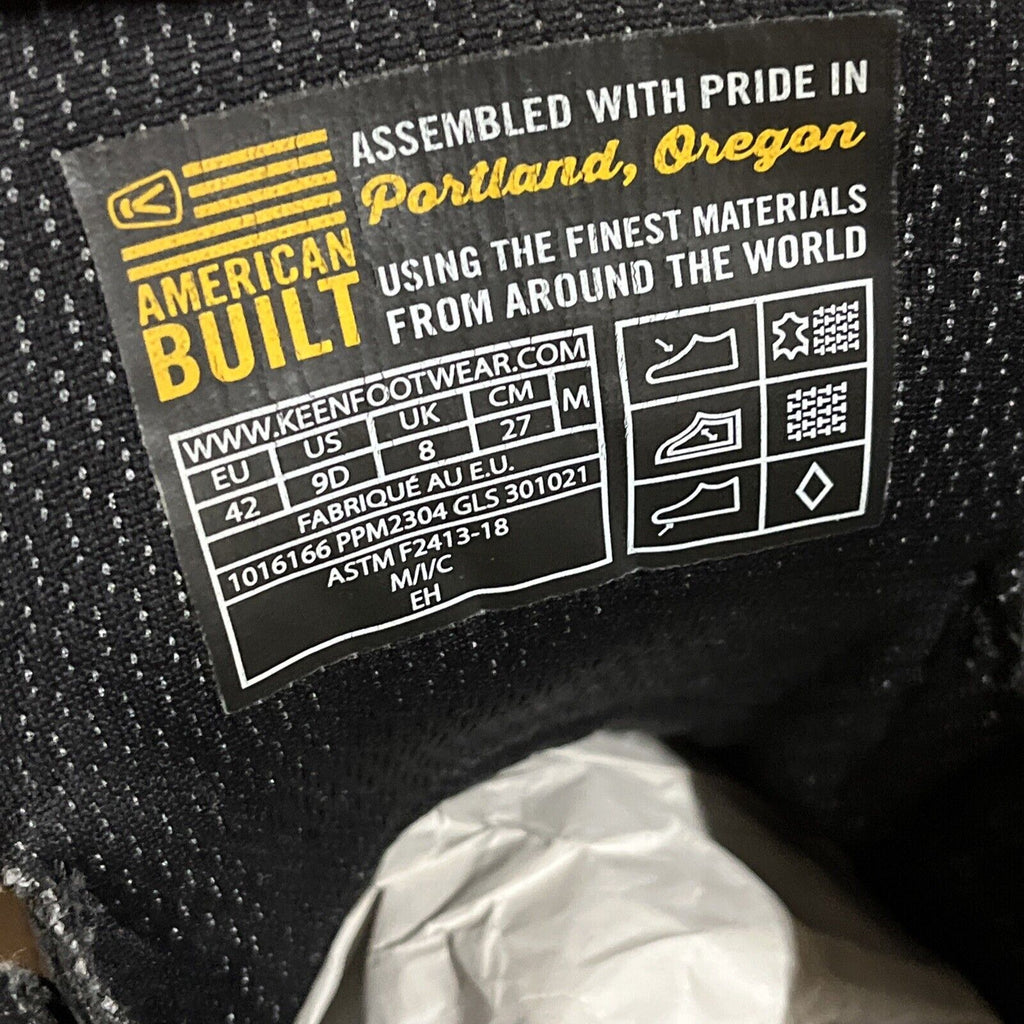 ASSEMBLED WITH PRIDE IN
Portland, Oregon
AMERICAN
BUILT
USING THE FINEST MATERIALS
FROM AROUND THE WORLD
WWW.KEENFOOTWEAR.COM
EU US UK CM M
42 9D 8 27
FABRIQUÉ AU E.U.
1016166 PPM2304 GLS 301021
ASTM F2413-18
M/I/C
EH